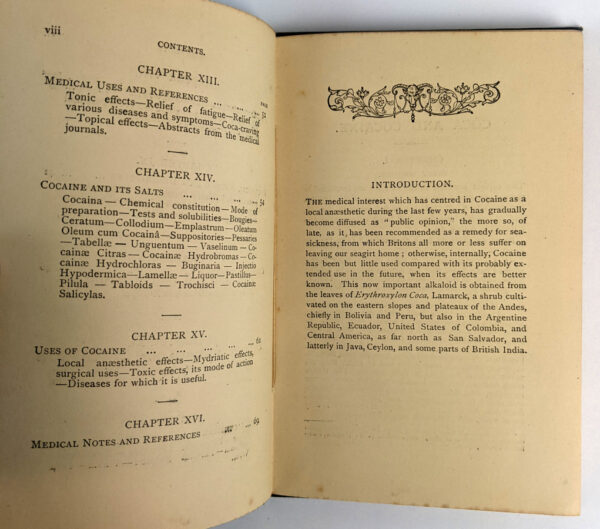 viii
CONTENTS.
CHAPTER XIII.
MEDICAL USES AND REFERENCES ... ... ... 51
Tonic effects—Relief of fatigue—Relief of
various diseases and symptoms—Coca-craving
—Topical effects—Abstracts from the medical
journals.
CHAPTER XIV.
COCAINE AND ITS SALTS ... ... ... ... 54
Cocaina — Chemical constitution — Mode of
preparation—Tests and solubilities—Bougies—
Ceratum—Collodium—Emplastrum—Oleatum
Oleum cum Cocainâ—Suppositories—Pessaries
—Tabellæ — Unguentum — Vaselinum — Co-
cainæ Citras — Cocainæ Hydrobromas — Co-
cainæ Hydrochloras — Buginaria — Injectio
Hypodermica—Lamellæ—Liquor—Pastillus—
Pilula — Tabloids — Trochisci — Cocainæ
Salicylas.
CHAPTER XV.
USES OF COCAINE ... ... ... ... ... 61
Local anæsthetic effects—Mydriatic effects,
surgical uses—Toxic effects, its mode of action
—Diseases for which it is useful.
CHAPTER XVI.
MEDICAL NOTES AND REFERENCES ... ... 69
INTRODUCTION.
THE medical interest which has centred in Cocaine as a
local anæsthetic during the last few years, has gradually
become diffused as "public opinion," the more so, of
late, as it, has been recommended as a remedy for sea-
sickness, from which Britons all more or less suffer on
leaving our seagirt home ; otherwise, internally, Cocaine
has been but little used compared with its probably ex-
tended use in the future, when its effects are better
known. This now important alkaloid is obtained from
the leaves of Erythroxylon Coca, Lamarck, a shrub culti-
vated on the eastern slopes and plateaux of the Andes,
chiefly in Bolivia and Peru, but also in the Argentine
Republic, Ecuador, United States of Colombia, and
Central America, as far north as San Salvador, and
latterly in Java, Ceylon, and some parts of British India.